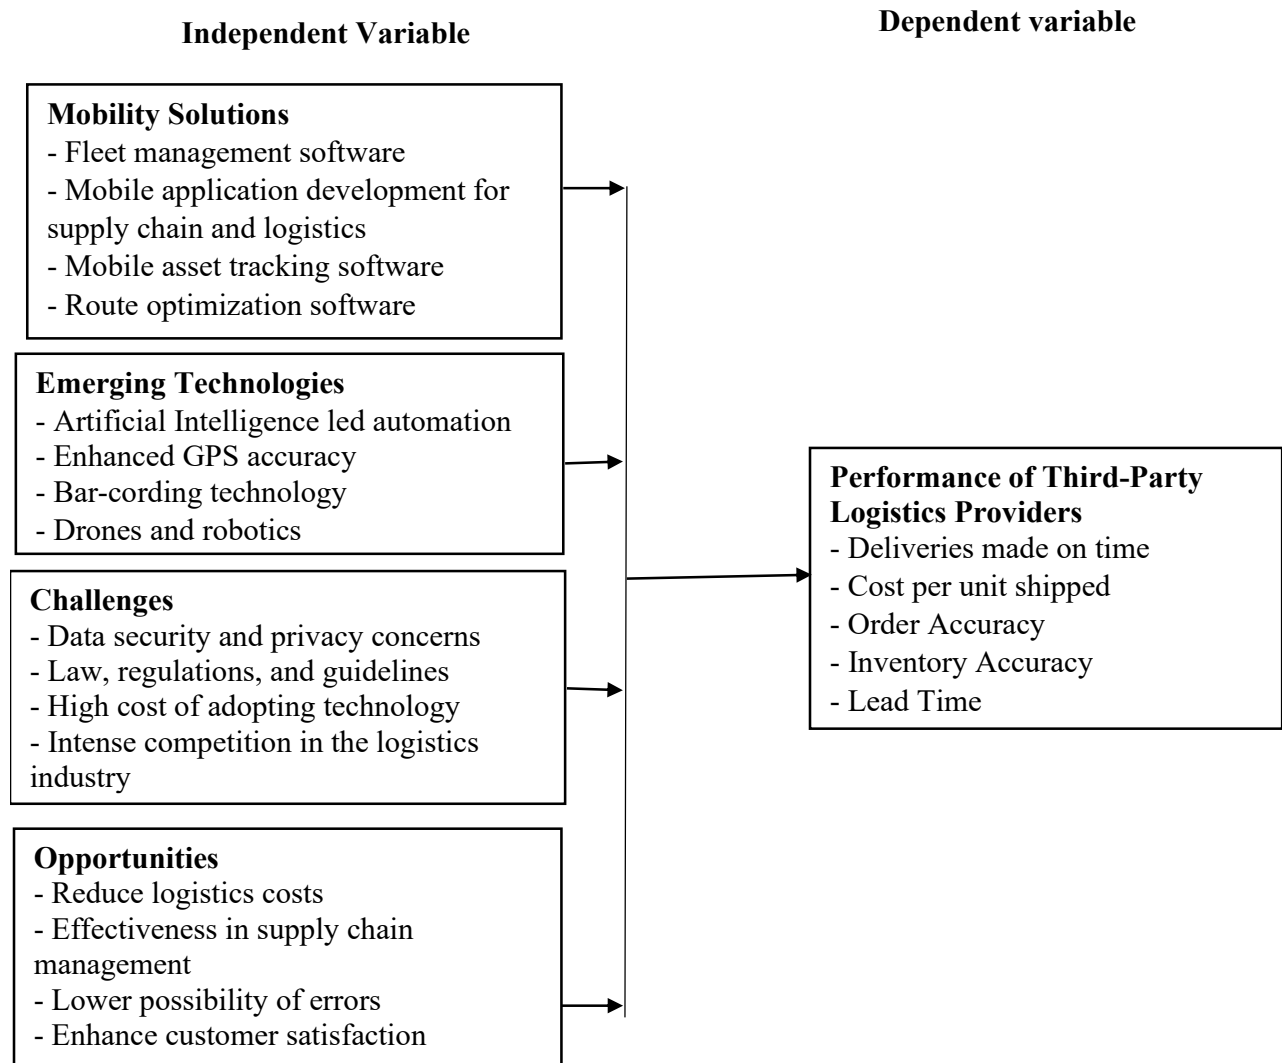 Independent Variable
Dependent variable
Mobility Solutions
- Fleet management software
- Mobile application development for
supply chain and logistics
- Mobile asset tracking software
- Route optimization software
Emerging Technologies
- Artificial Intelligence led automation
- Enhanced GPS accuracy
- Bar-cording technology
- Drones and robotics
Challenges
- Data security and privacy concerns
- Law, regulations, and guidelines
- High cost of adopting technology
- Intense competition in the logistics
industry
Opportunities
- Reduce logistics costs
- Effectiveness in supply chain
management
- Lower possibility of errors
- Enhance customer satisfaction
Performance of Third-Party
Logistics Providers
- Deliveries made on time
- Cost per unit shipped
- Order Accuracy
- Inventory Accuracy
- Lead Time